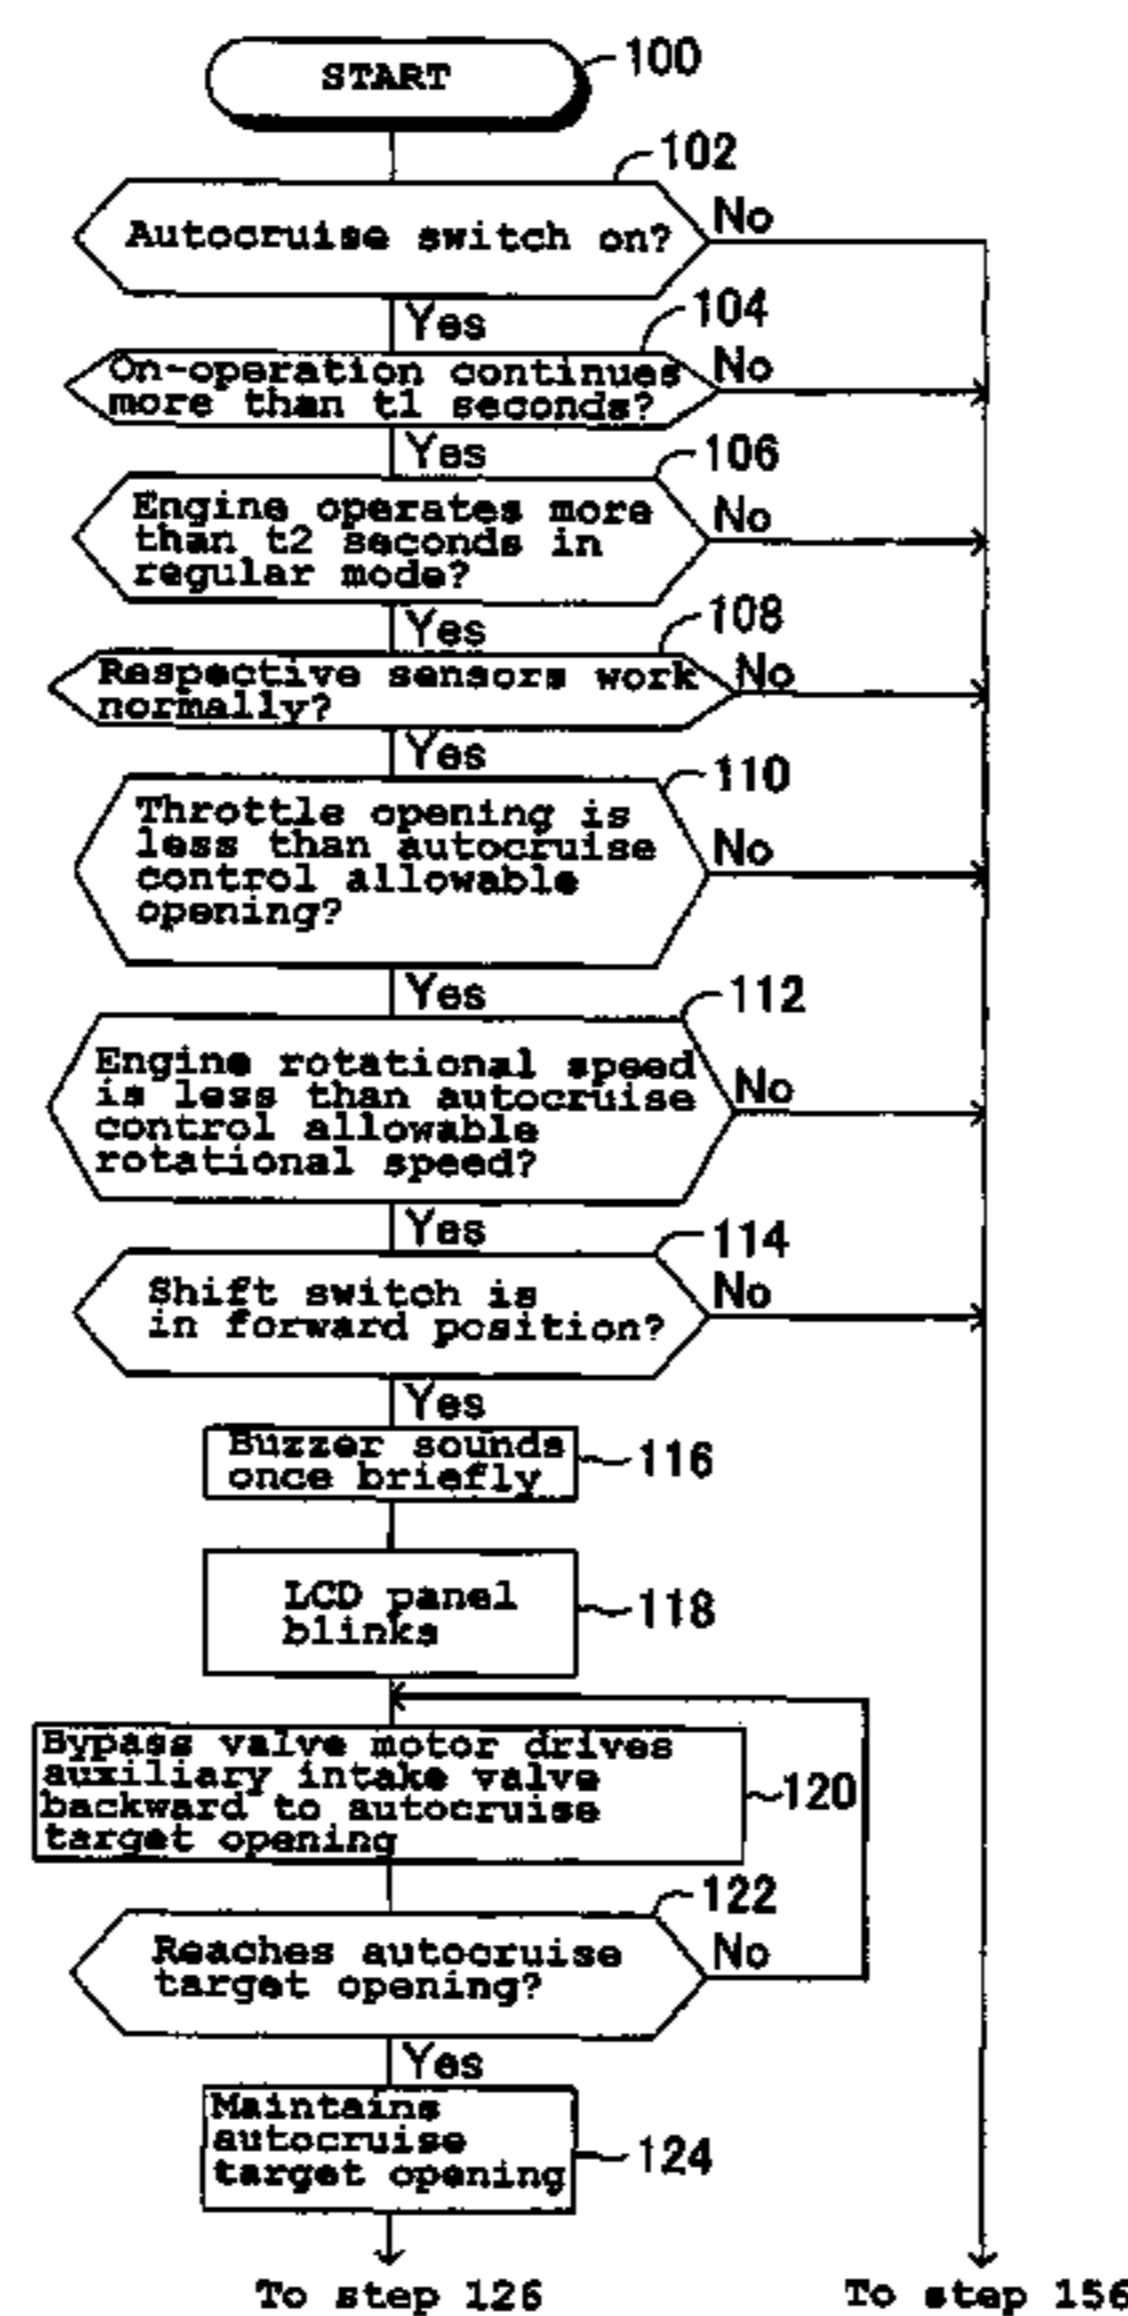 START
100
102
Autocruise switch on?
No
Yes
104
On-operation continues
more than t1 seconds?
No
Yes
106
Engine operates more
than t2 seconds in
regular mode?
No
Yes
108
Respective sensors work
normally?
No
Yes
110
Throttle opening is
less than autocruise
control allowable
opening?
No
Yes
112
Engine rotational speed
is less than autocruise
control allowable
rotational speed?
No
Yes
114
Shift switch is
in forward position?
No
Yes
Buzzer sounds
once briefly
116
LCD panel
blinks
118
Bypass valve motor drives
auxiliary intake valve
backward to autocruise
target opening
120
122
Reaches autocruise
target opening?
No
Yes
Maintains
autocruise
target opening
124
To step 126
To step 156